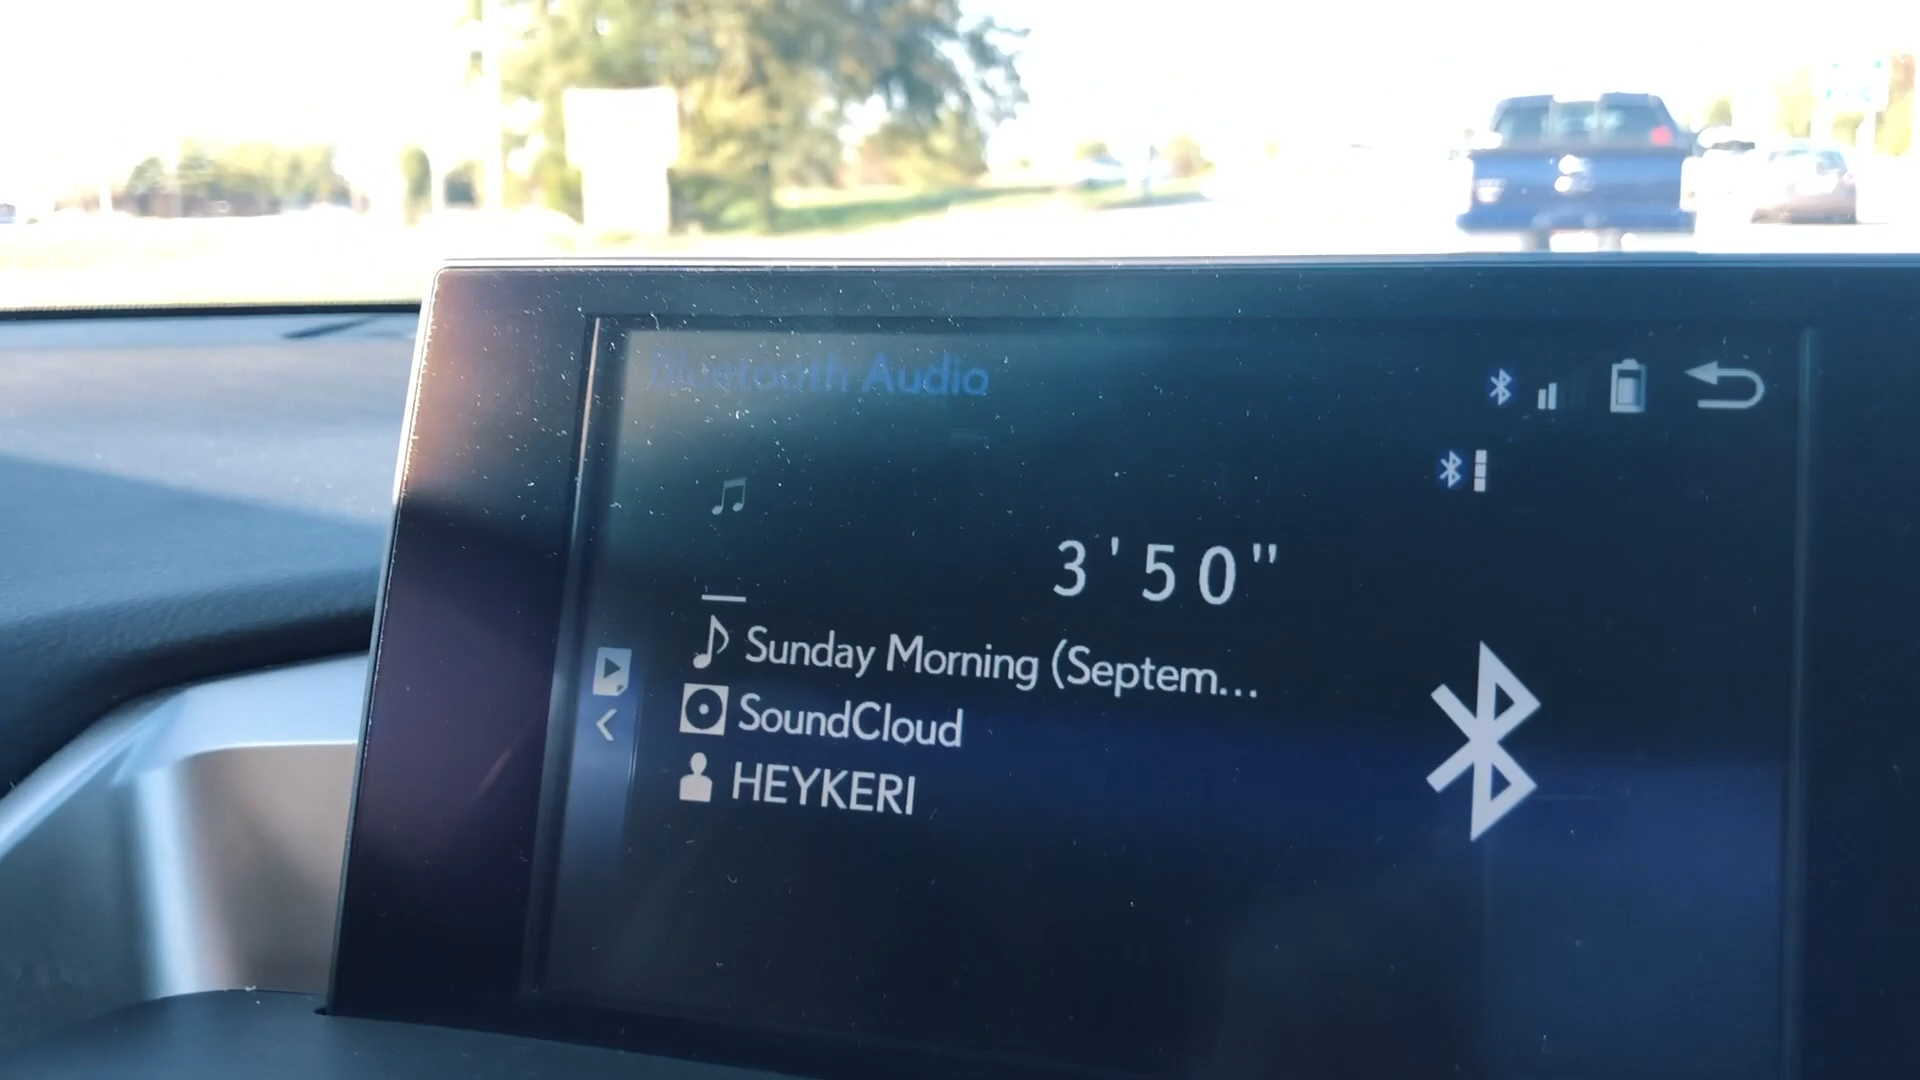 Bluetooth Audio
3'50"
Sunday Morning (Septem...
SoundCloud
HEYKERI